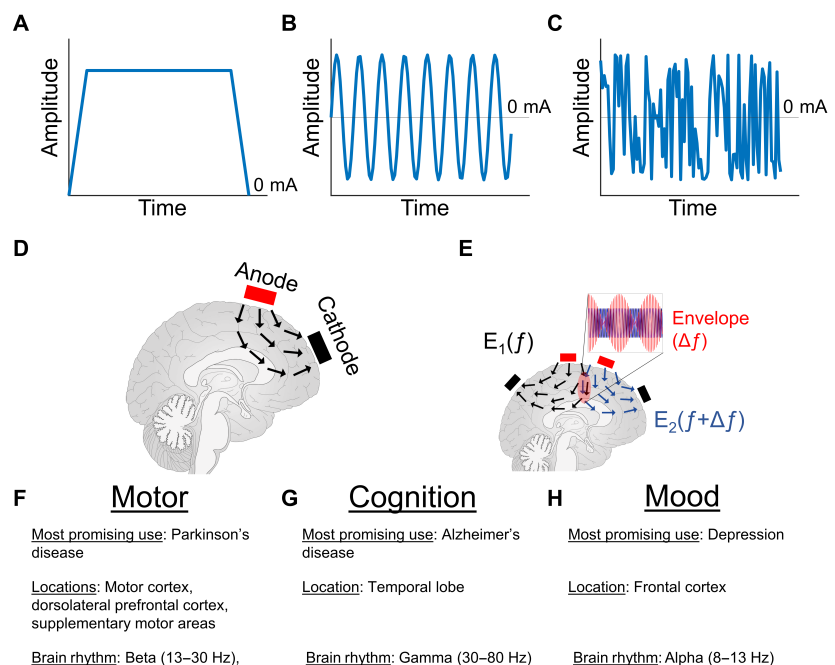 A
Amplitude
0 mA
Time
B
Amplitude
0 mA
Time
C
Amplitude
0 mA
Time
D
Anode
Cathode
E
E₁(ƒ)
Envelope
(Δƒ)
E₂(ƒ+Δƒ)
F
Motor
Most promising use: Parkinson's
disease
Locations: Motor cortex,
dorsolateral prefrontal cortex,
supplementary motor areas
Brain rhythm: Beta (13–30 Hz),
G
Cognition
Most promising use: Alzheimer's
disease
Location: Temporal lobe
Brain rhythm: Gamma (30–80 Hz)
H
Mood
Most promising use: Depression
Location: Frontal cortex
Brain rhythm: Alpha (8–13 Hz)